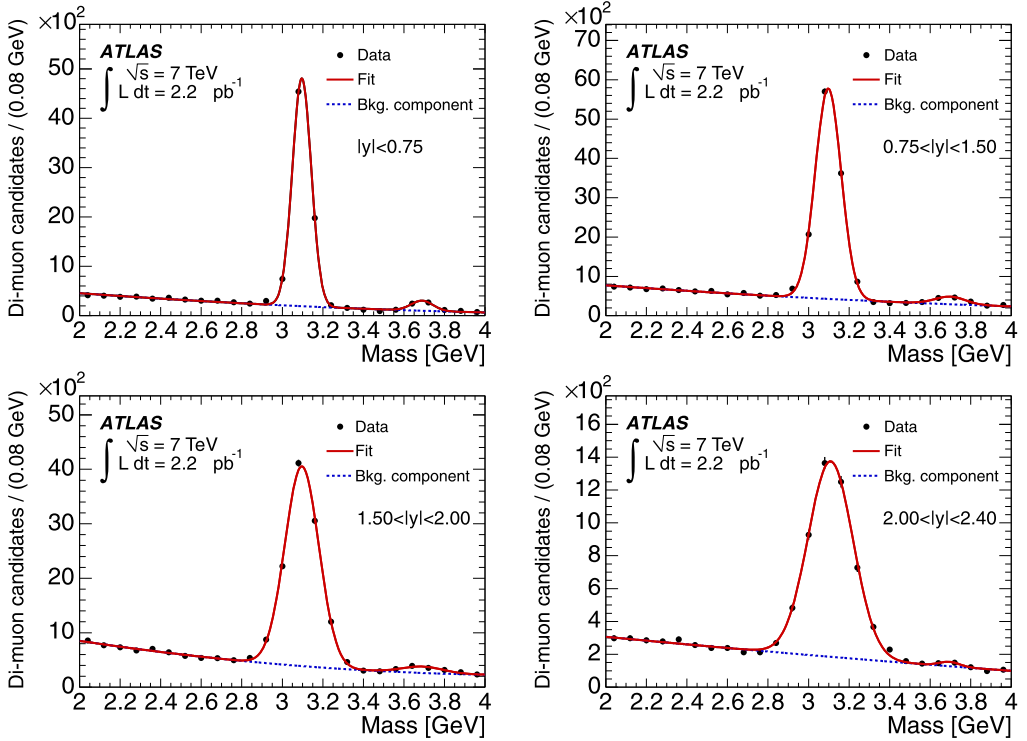 ×10²
Di-muon candidates / (0.08 GeV)
50
40
30
20
10
0
ATLAS
∫ √s = 7 TeV
L dt = 2.2 pb⁻¹
Data
Fit
Bkg. component
|y|<0.75
2 2.2 2.4 2.6 2.8 3 3.2 3.4 3.6 3.8 4
Mass [GeV]
×10²
Di-muon candidates / (0.08 GeV)
70
60
50
40
30
20
10
0
ATLAS
∫ √s = 7 TeV
L dt = 2.2 pb⁻¹
Data
Fit
Bkg. component
0.75<|y|<1.50
2 2.2 2.4 2.6 2.8 3 3.2 3.4 3.6 3.8 4
Mass [GeV]
×10²
Di-muon candidates / (0.08 GeV)
50
40
30
20
10
0
ATLAS
∫ √s = 7 TeV
L dt = 2.2 pb⁻¹
Data
Fit
Bkg. component
1.50<|y|<2.00
2 2.2 2.4 2.6 2.8 3 3.2 3.4 3.6 3.8 4
Mass [GeV]
×10²
Di-muon candidates / (0.08 GeV)
16
14
12
10
8
6
4
2
0
ATLAS
∫ √s = 7 TeV
L dt = 2.2 pb⁻¹
Data
Fit
Bkg. component
2.00<|y|<2.40
2 2.2 2.4 2.6 2.8 3 3.2 3.4 3.6 3.8 4
Mass [GeV]